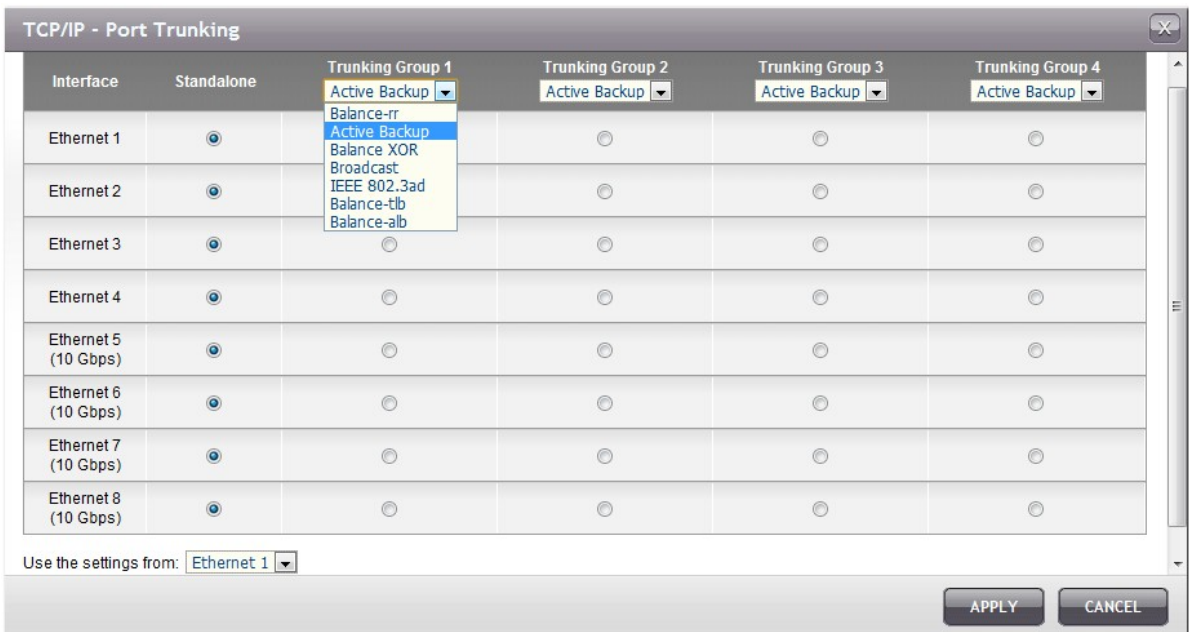 TCP/IP - Port Trunking
X
Interface Standalone Trunking Group 1 Trunking Group 2 Trunking Group 3 Trunking Group 4
Active Backup Active Backup Active Backup Active Backup
Balance-rr
Active Backup
Balance XOR
Broadcast
IEEE 802.3ad
Balance-tlb
Balance-alb
Ethernet 1
Ethernet 2
Ethernet 3
Ethernet 4
Ethernet 5
(10 Gbps)
Ethernet 6
(10 Gbps)
Ethernet 7
(10 Gbps)
Ethernet 8
(10 Gbps)
Use the settings from: Ethernet 1
APPLY CANCEL